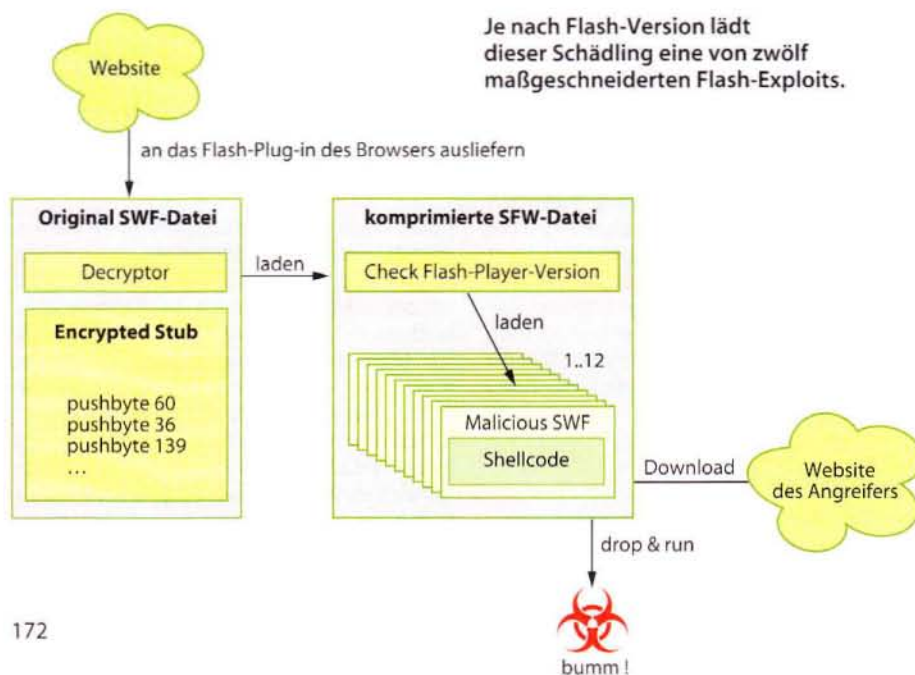 Je nach Flash-Version lädt
dieser Schädling eine von zwölf
maßgeschneiderten Flash-Exploits.
Website
an das Flash-Plug-in des Browsers ausliefern
Original SWF-Datei
Decryptor
Encrypted Stub
pushbyte 60
pushbyte 36
pushbyte 139
…
laden
komprimierte SFW-Datei
Check Flash-Player-Version
laden
1..12
Malicious SWF
Shellcode
Download
Website
des Angreifers
drop & run
bumm !
172